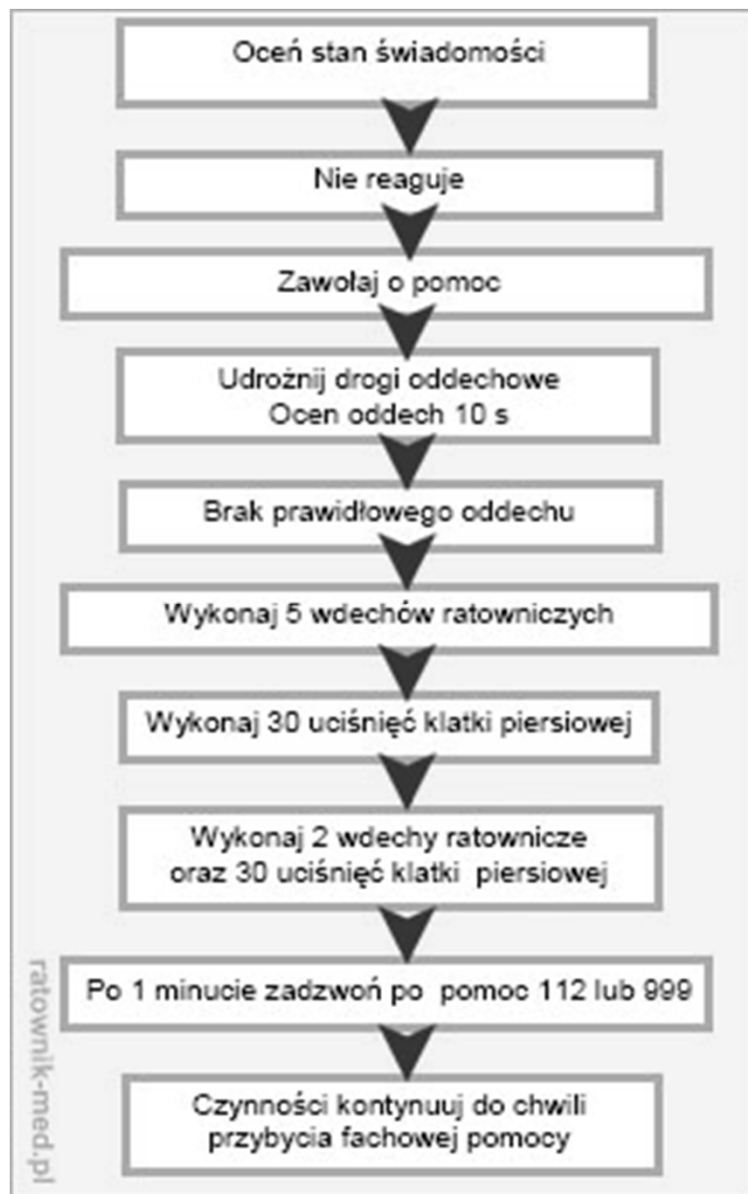 Oceń stan świadomości
Nie reaguje
Zawołaj o pomoc
Udrożnij drogi oddechowe
Ocen oddech 10 s
Brak prawidłowego oddechu
Wykonaj 5 wdechów ratowniczych
Wykonaj 30 uciśnięć klatki piersiowej
Wykonaj 2 wdechy ratownicze
oraz 30 uciśnięć klatki piersiowej
Po 1 minucie zadzwoń po pomoc 112 lub 999
Czynności kontynuuj do chwili
przybycia fachowej pomocy
ratownik-med.pl